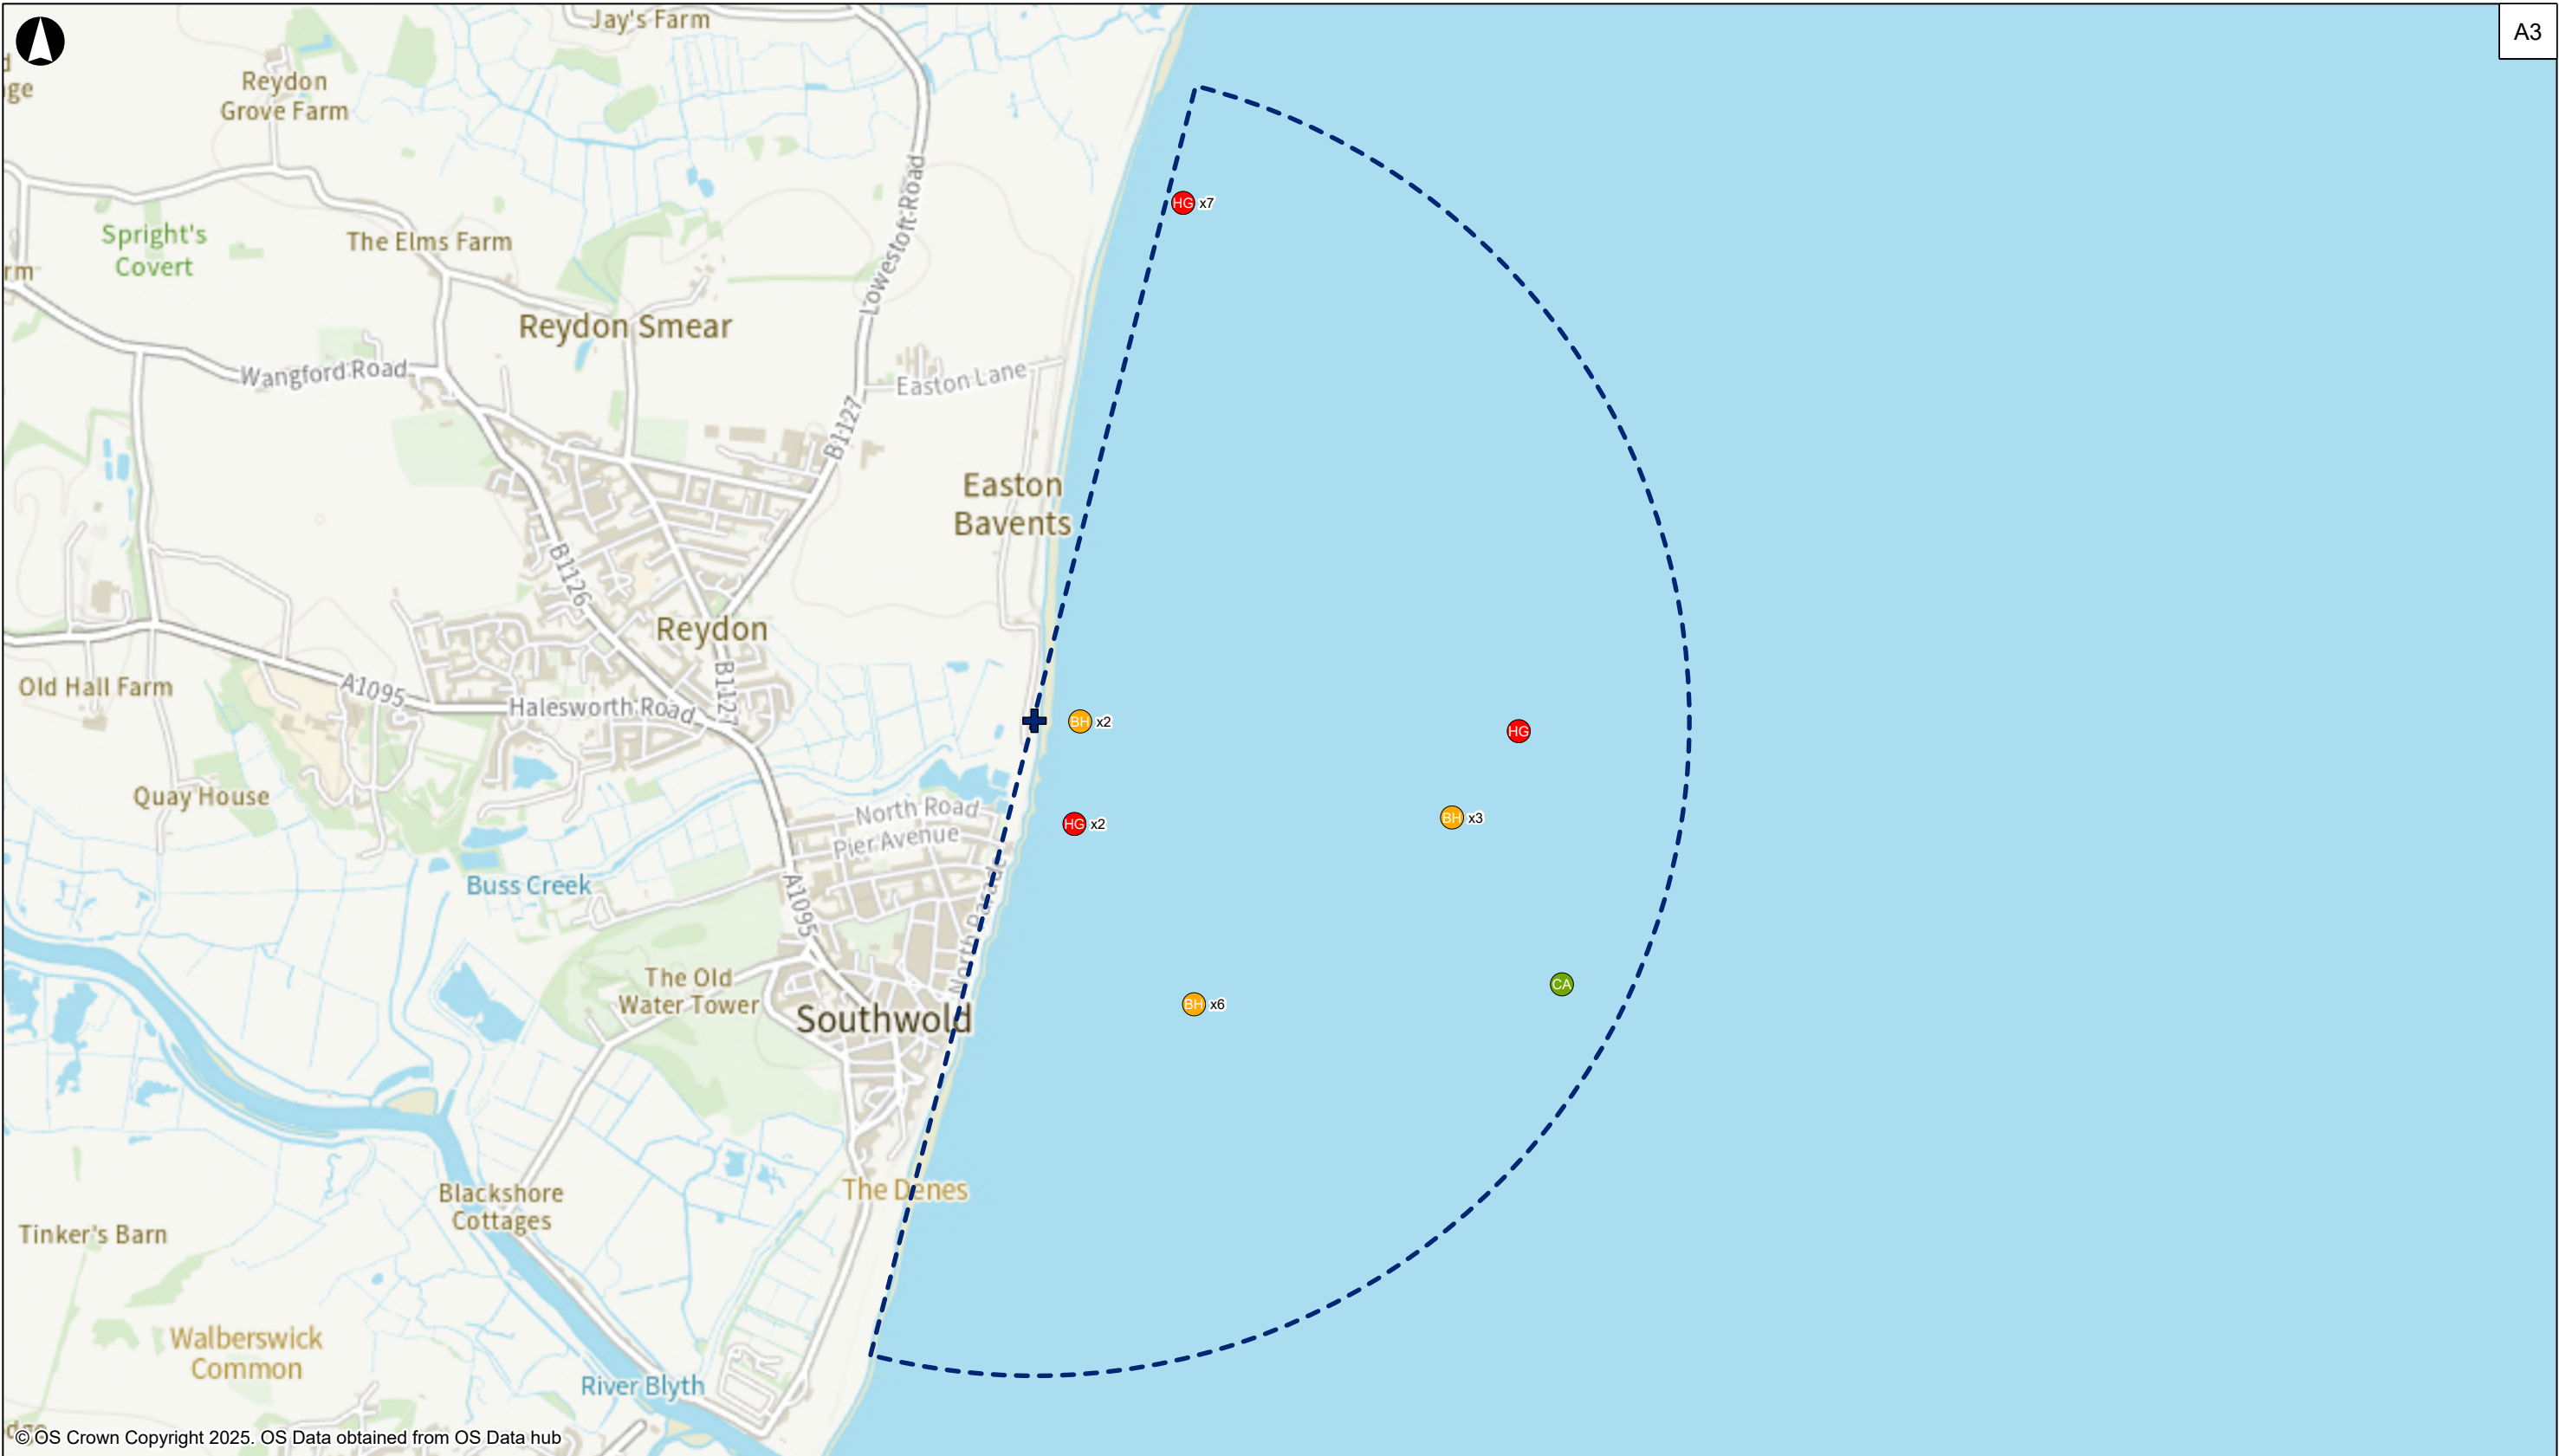 Jay's Farm
A3
Reydon
Grove Farm
HG x7
Spright's
Covert
The Elms Farm
Lowestoft Road
Reydon Smear
Wangford Road
Easton Lane
B1127
Easton
Bavents
B1126
Reydon
B1127
Old Hall Farm
A1095
Halesworth Road
BH x2
HG
Quay House
North Road
Pier Avenue
HG x2
BH x3
Buss Creek
A1095
North Parade
The Old
Water Tower
Southwold
BH x6
CA
The Denes
Blackshore
Cottages
Tinker's Barn
Walberswick
Common
River Blyth
© OS Crown Copyright 2025. OS Data obtained from OS Data hub